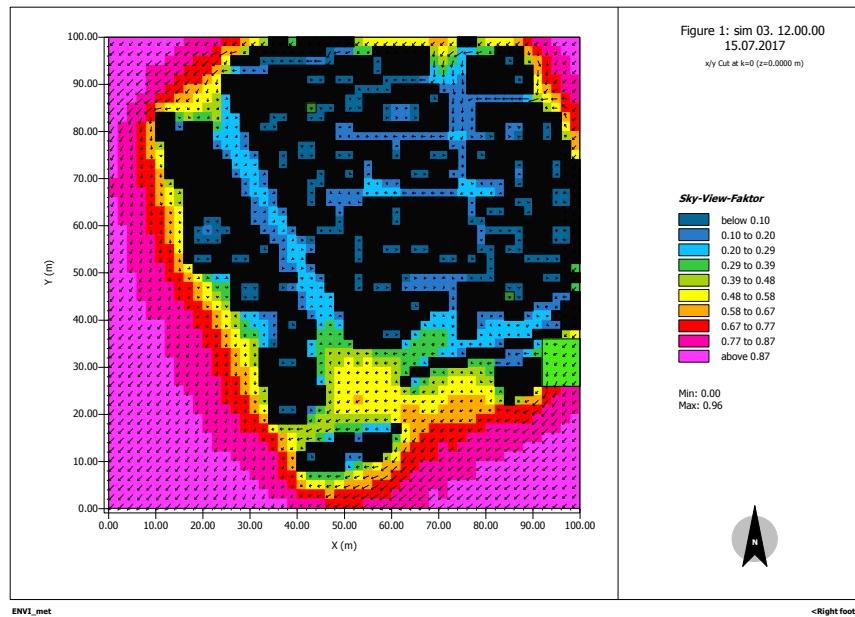 Figure 1: sim 03. 12.00.00
15.07.2017
x/y Cut at k=0 (z=0.0000 m)
100.00
90.00
80.00
70.00
60.00
50.00
40.00
30.00
20.00
10.00
0.00
Y (m)
0.00 10.00 20.00 30.00 40.00 50.00 60.00 70.00 80.00 90.00 100.00
X (m)
Sky-View-Faktor
below 0.10
0.10 to 0.20
0.20 to 0.29
0.29 to 0.39
0.39 to 0.48
0.48 to 0.58
0.58 to 0.67
0.67 to 0.77
0.77 to 0.87
above 0.87
Min: 0.00
Max: 0.96
N
ENVI_met
<Right foot